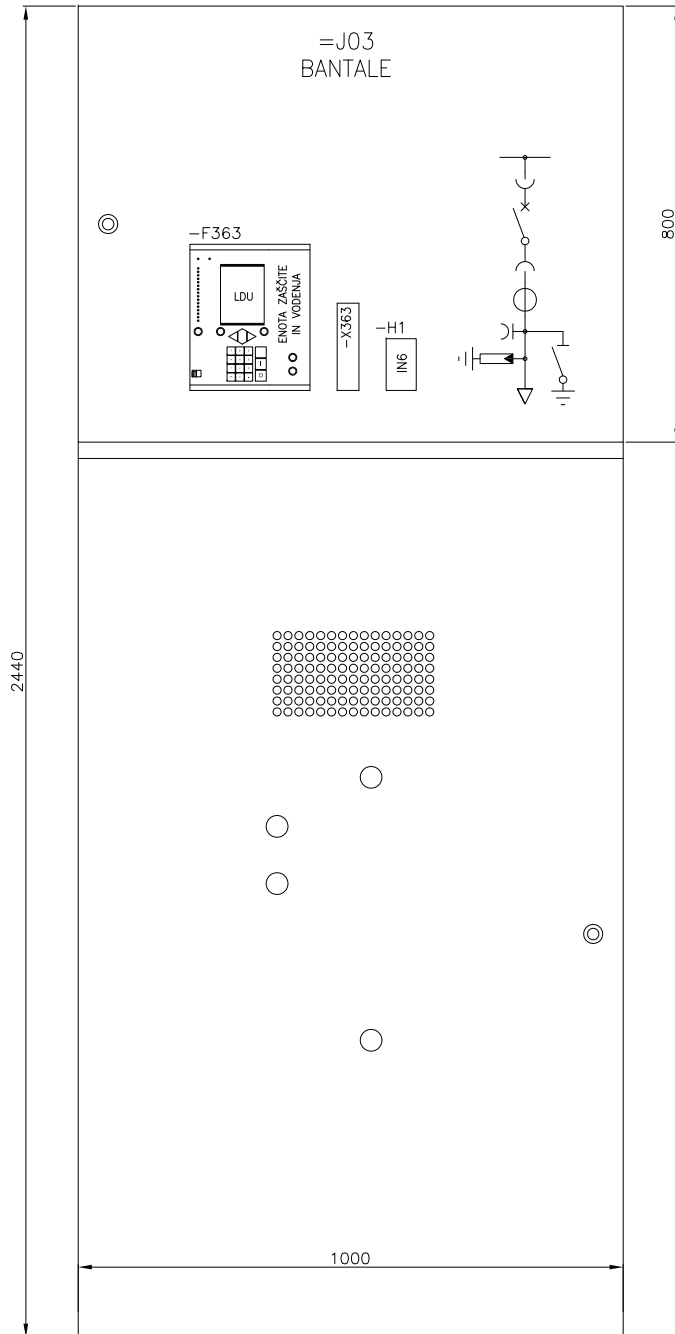 =J03
BANTALE
800
-F363
LDU
ENOTA ZAŠČITE
IN VODENJA
-X363
-H1
IN6
2440
1000